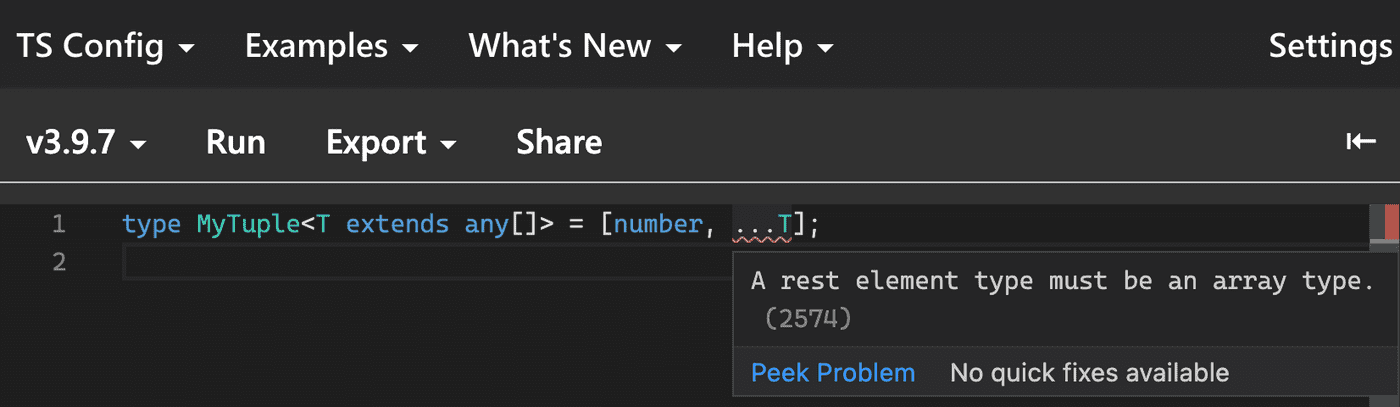 TS Config Examples What's New Help Settings
v3.9.7 Run Export Share
1 type MyTuple<T extends any[]> = [number, ...T];
2
A rest element type must be an array type.
(2574)
Peek Problem No quick fixes available